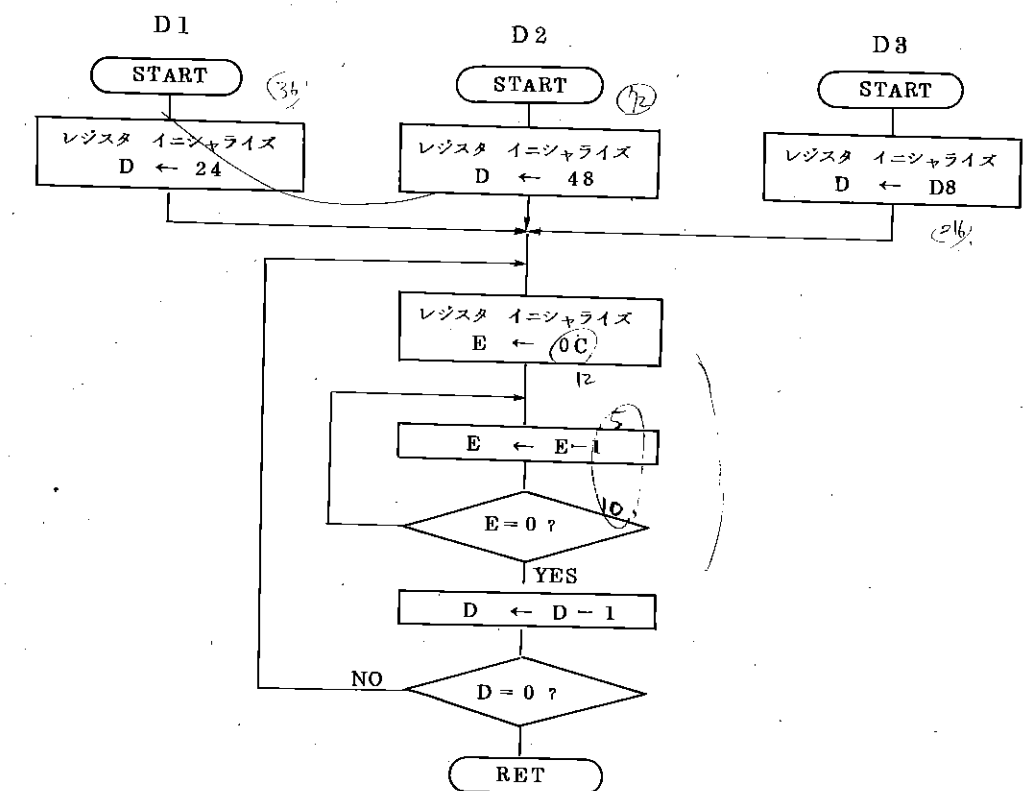 D1
START
36
レジスタ イニシャライズ
D ← 24
D2
START
72
レジスタ イニシャライズ
D ← 48
D3
START
レジスタ イニシャライズ
D ← D8
216
レジスタ イニシャライズ
E ← 0C
12
5
E ← E-1
10
E=0 ?
YES
D ← D-1
NO
D=0 ?
RET